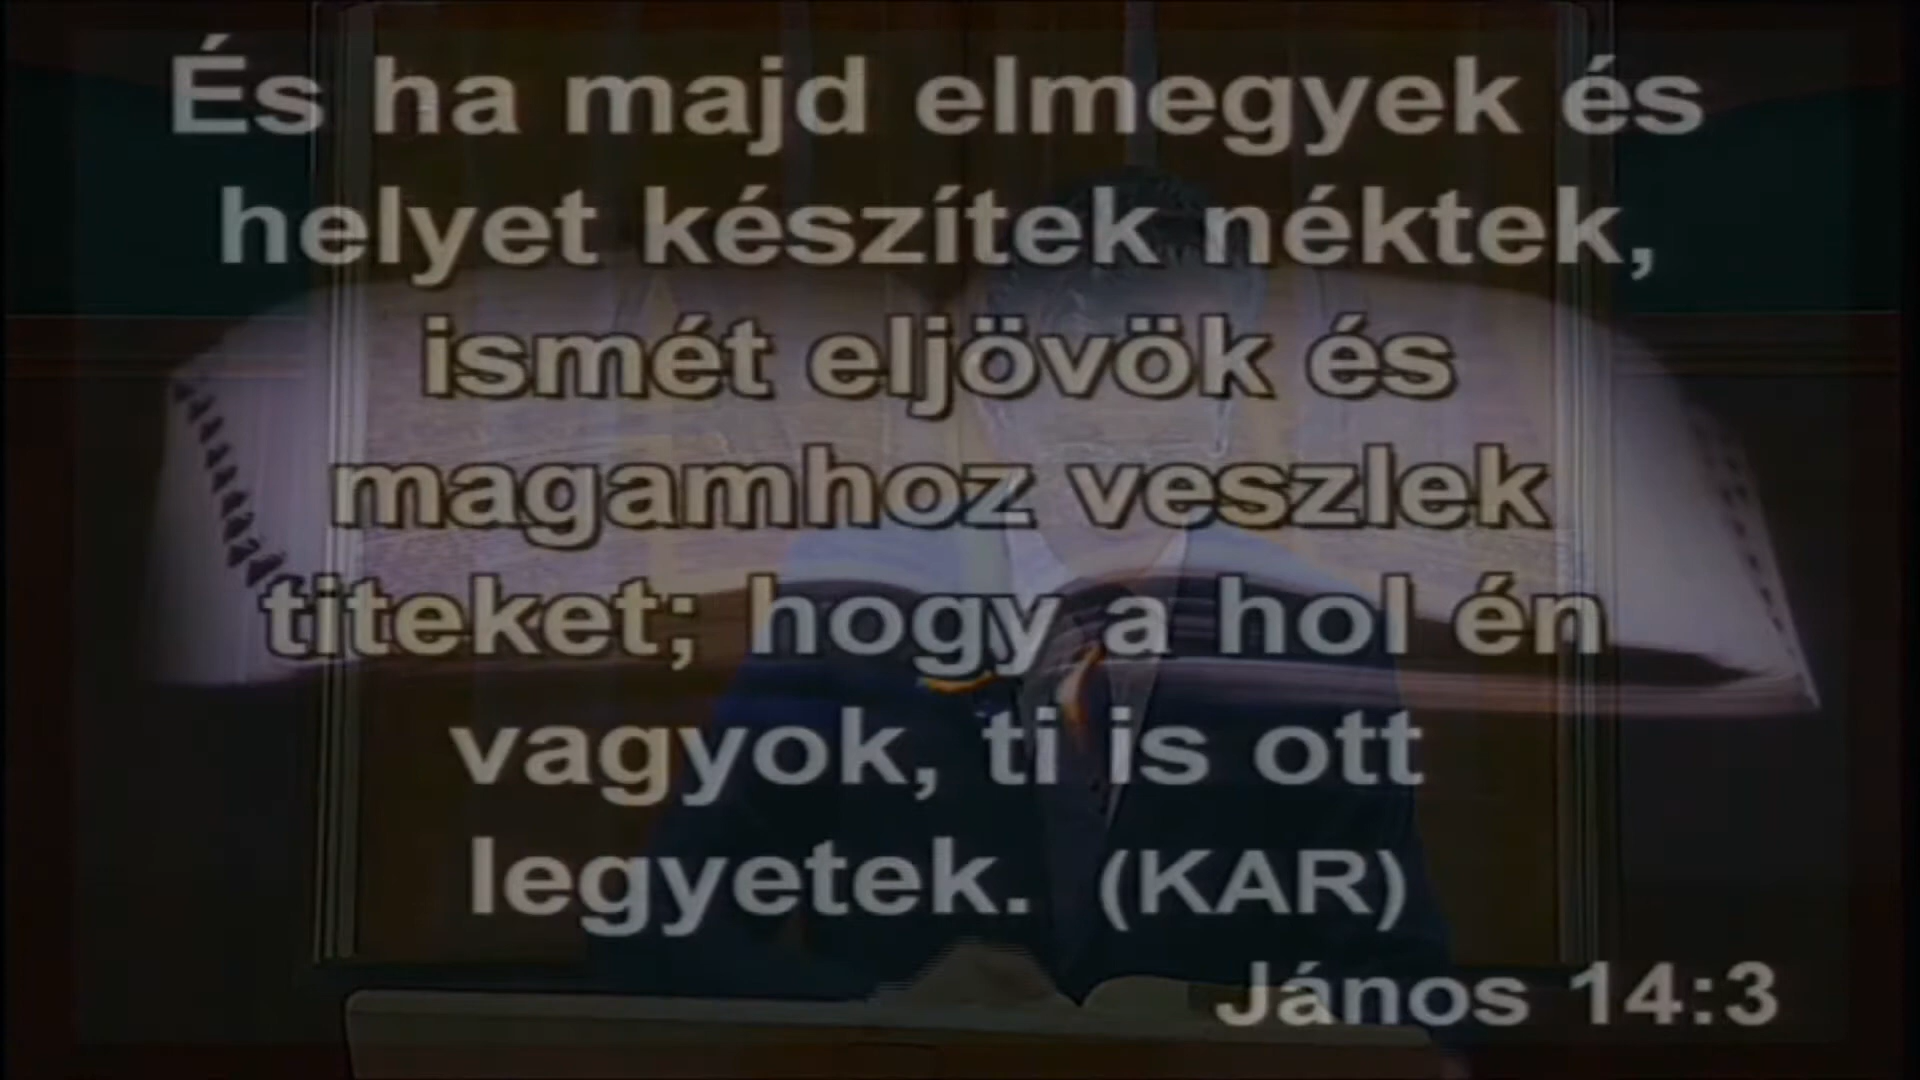 És ha majd elmegyek és
helyet készítek néktek,
ismét eljövök és
magamhoz veszlek
titeket; hogy a hol én
vagyok, ti is ott
legyetek. (KAR)
János 14:3